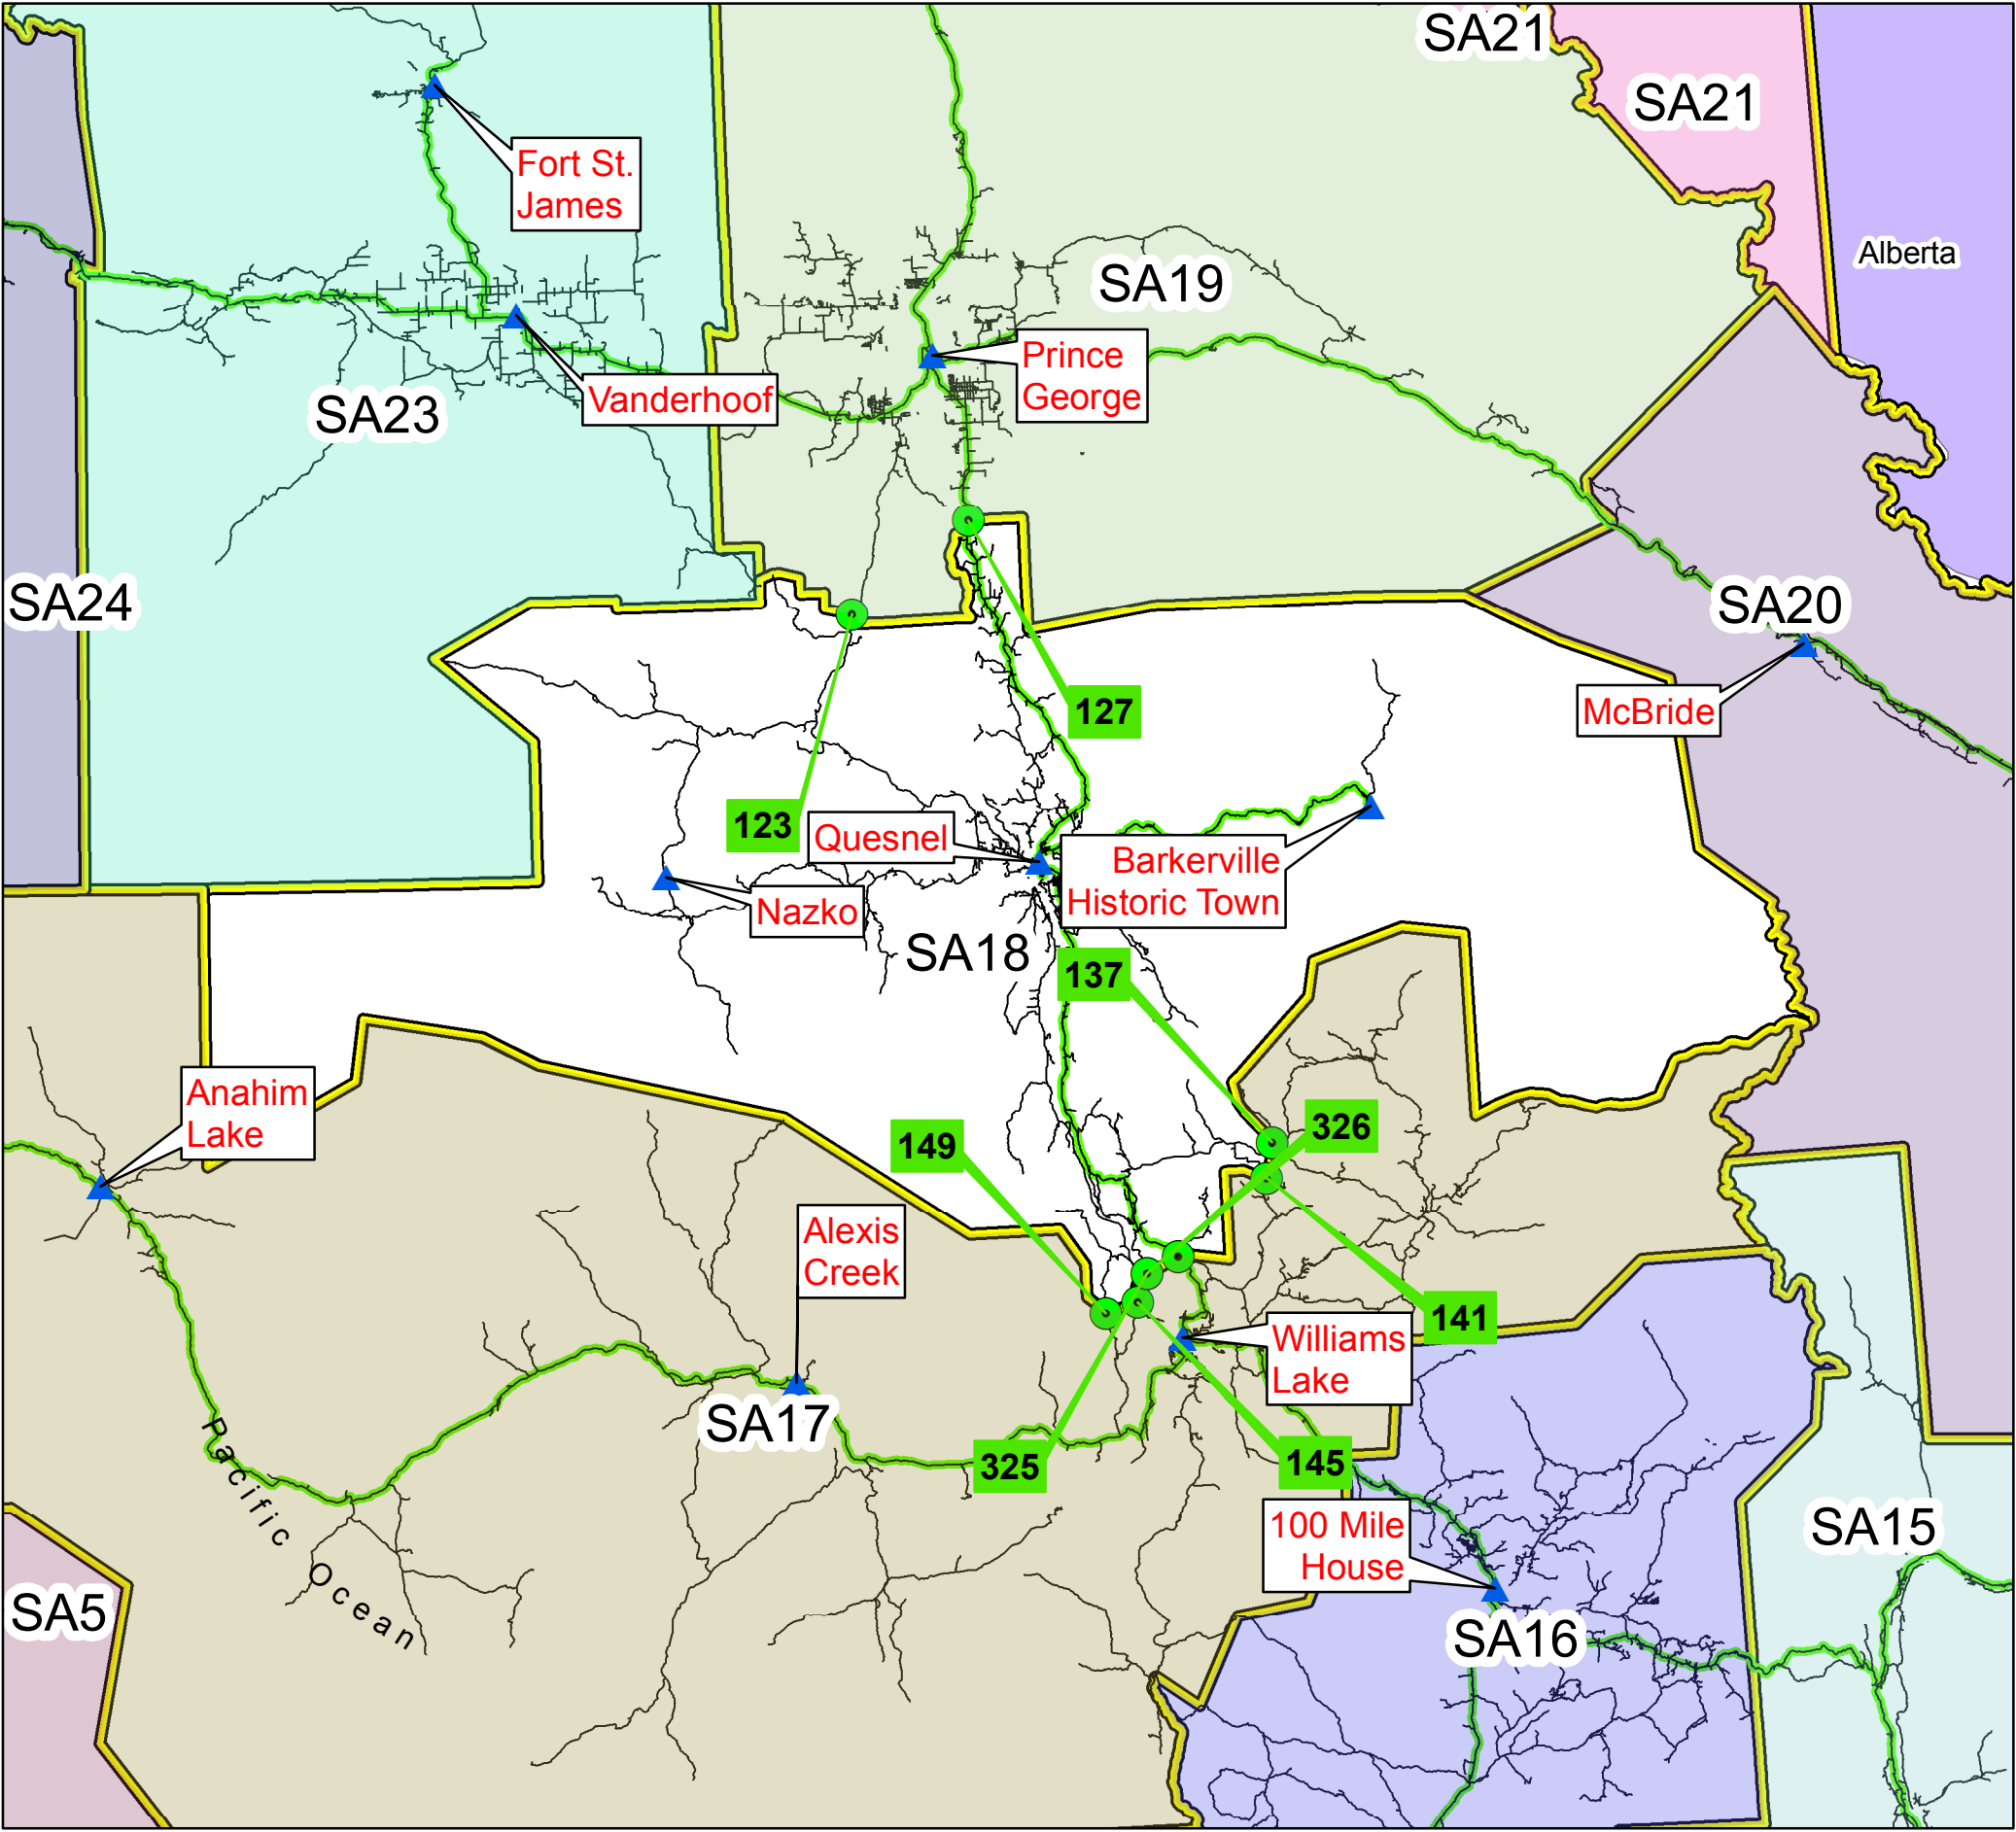 SA21
SA21
Fort St.
James
Alberta
SA19
Prince
George
Vanderhoof
SA23
SA24
SA20
McBride
127
123
Quesnel
Barkerville
Historic Town
Nazko
SA18
137
Anahim
Lake
326
149
Alexis
Creek
141
Williams
Lake
SA17
325
145
Pacific Ocean
100 Mile
House
SA15
SA5
SA16